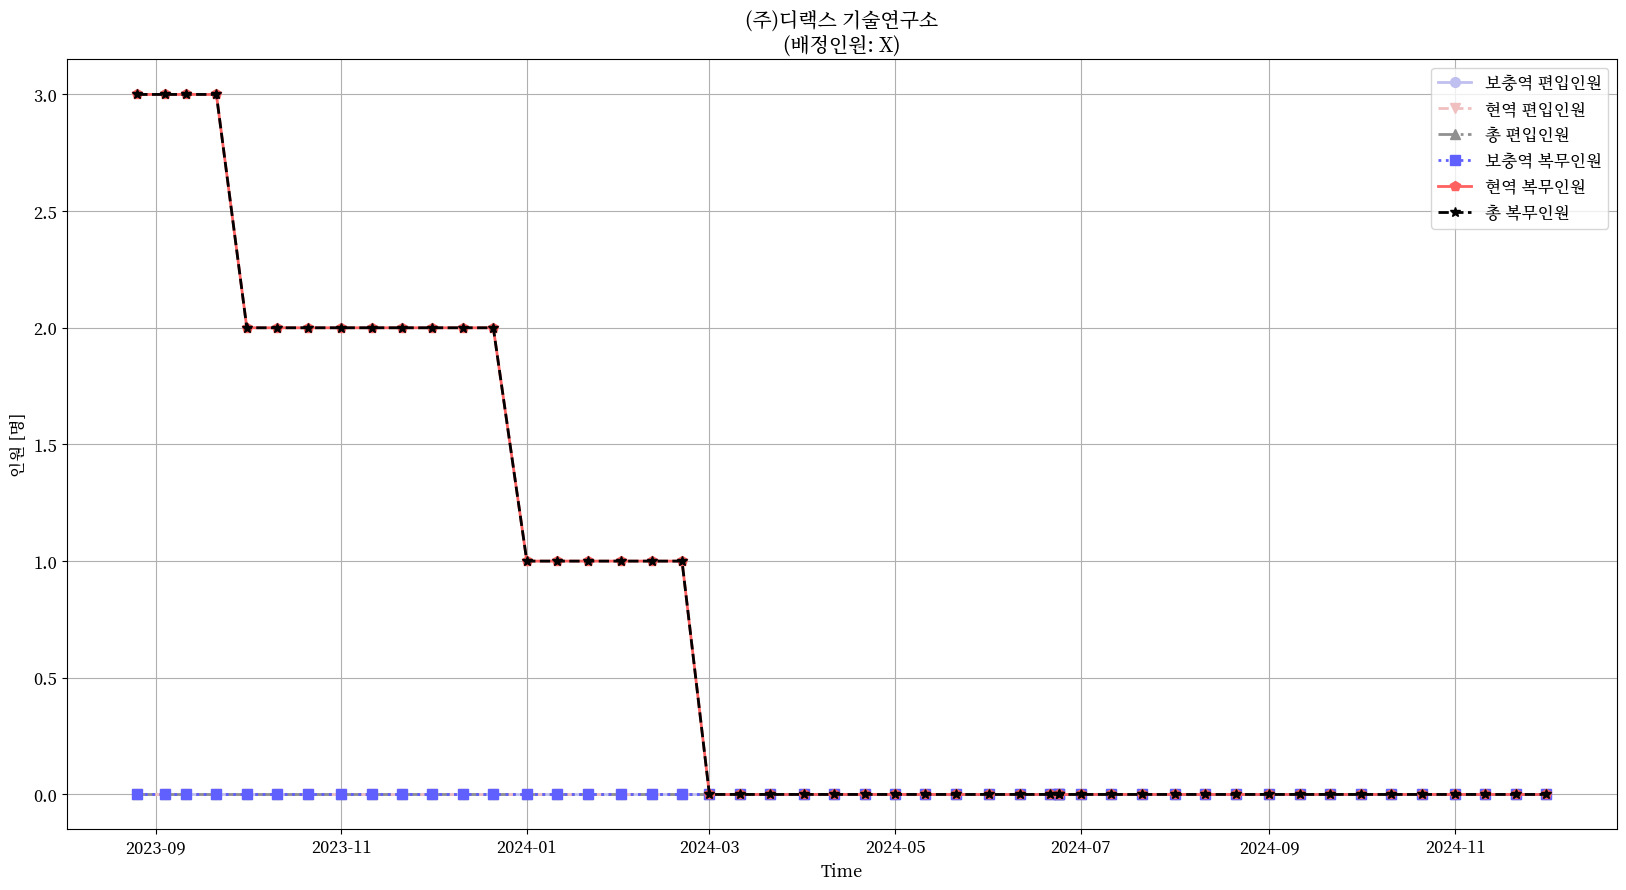 (주)디랙스 기술연구소
(배정인원: X)
보충역 편입인원
현역 편입인원
총 편입인원
보충역 복무인원
현역 복무인원
총 복무인원
인원 [명]
3.0
2.5
2.0
1.5
1.0
0.5
0.0
2023-09
2023-11
2024-01
2024-03
2024-05
2024-07
2024-09
2024-11
Time